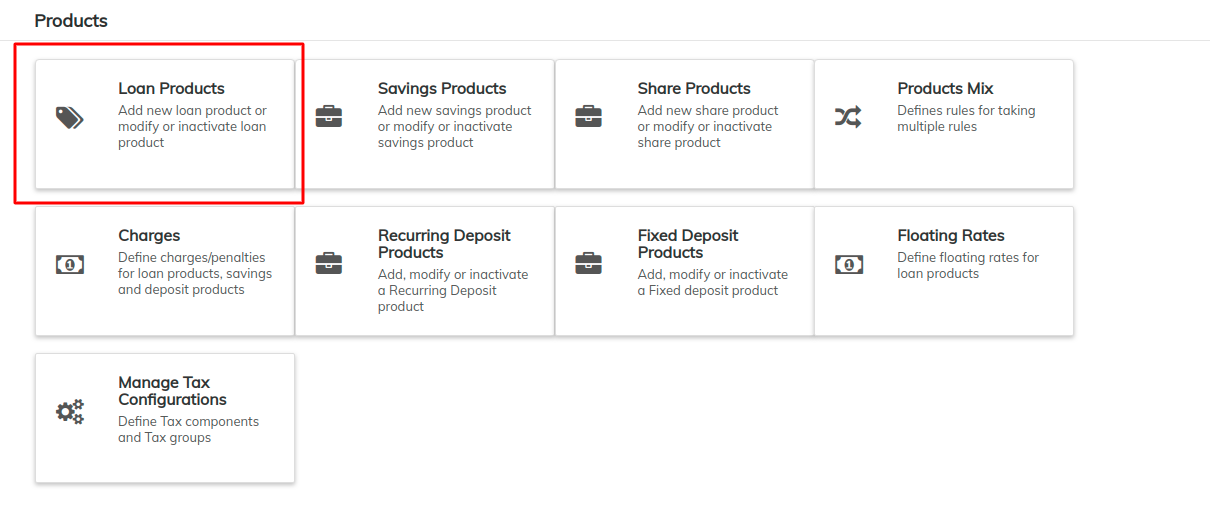 Products
Loan Products
Add new loan product or
modify or inactivate loan
product
Savings Products
Add new savings product
or modify or inactivate
savings product
Share Products
Add new share product
or modify or inactivate
share product
Products Mix
Defines rules for taking
multiple rules
Charges
Define charges/penalties
for loan products, savings
and deposit products
Recurring Deposit
Products
Add, modify or inactivate
a Recurring Deposit
product
Fixed Deposit
Products
Add, modify or inactivate
a Fixed deposit product
Floating Rates
Define floating rates for
loan products
Manage Tax
Configurations
Define Tax components
and Tax groups